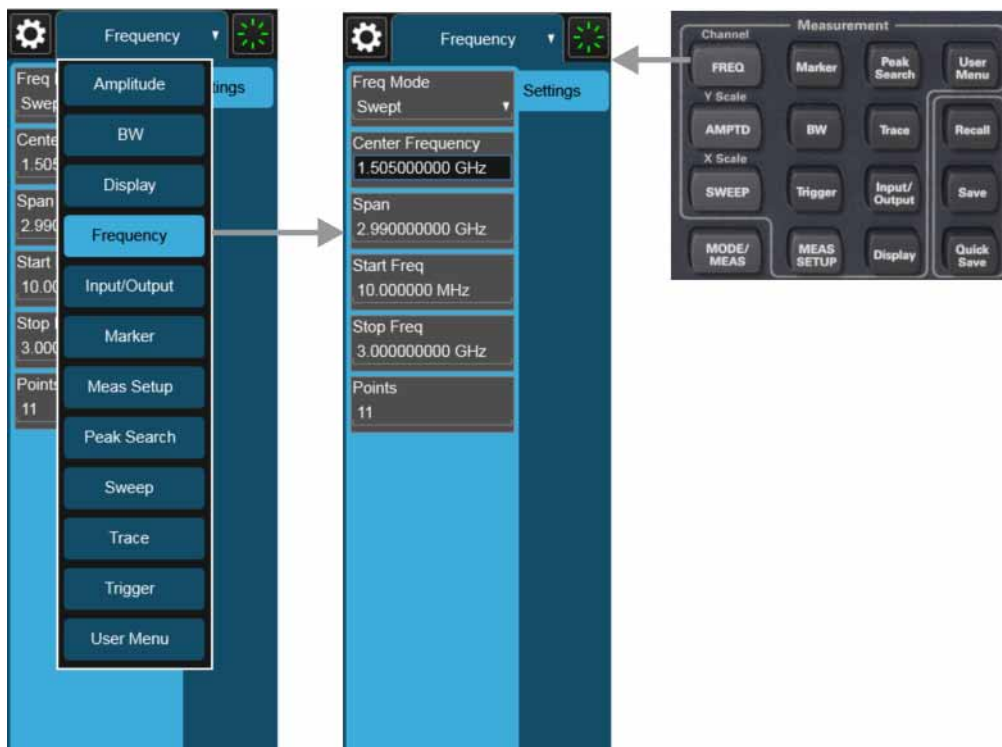 Frequency
Freq
Swep
Cente
1.505
Span
2.990
Start
10.00
Stop
3.000
Points
11
tings
Amplitude
BW
Display
Frequency
Input/Output
Marker
Meas Setup
Peak Search
Sweep
Trace
Trigger
User Menu
Frequency
Settings
Freq Mode
Swept
Center Frequency
1.505000000 GHz
Span
2.990000000 GHz
Start Freq
10.000000 MHz
Stop Freq
3.000000000 GHz
Points
11
Measurement
Channel
FREQ
Marker
Peak
Search
User
Menu
Y Scale
AMPTD
BW
Trace
Recall
X Scale
SWEEP
Trigger
Input/
Output
Save
MODE/
MEAS
MEAS
SETUP
Display
Quick
Save